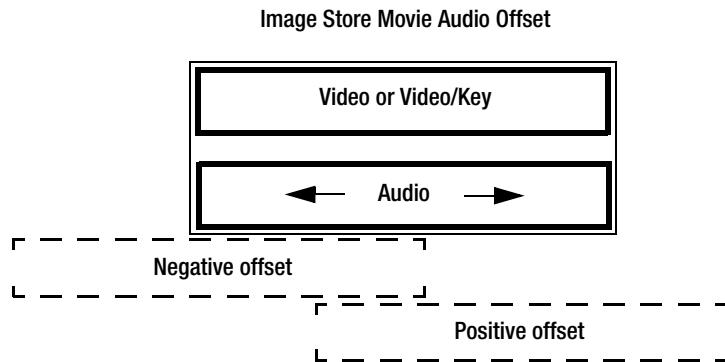 Image Store Movie Audio Offset
Video or Video/Key
Audio
Negative offset
Positive offset